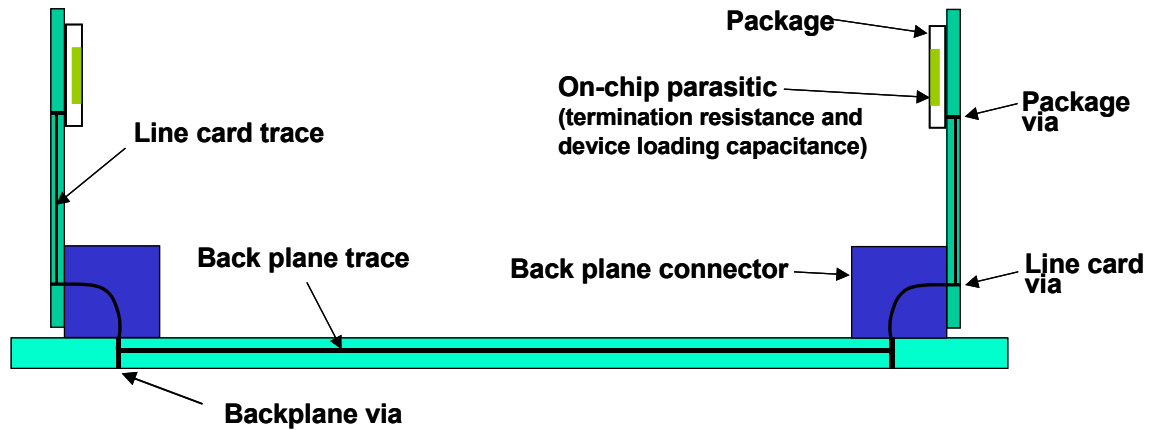 Package
On-chip parasitic
(termination resistance and
device loading capacitance)
Package
via
Line card trace
Back plane trace
Back plane connector
Line card
via
Backplane via